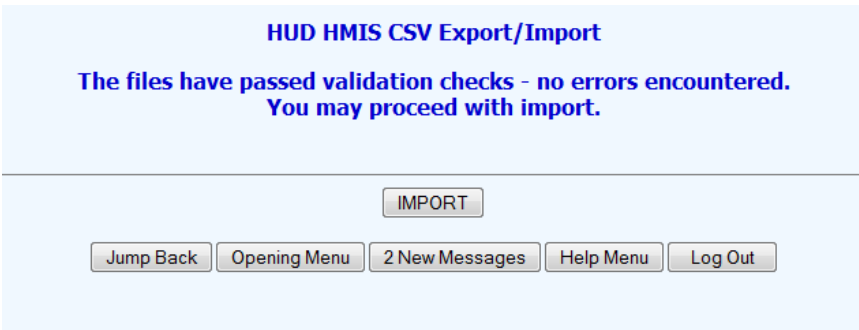 HUD HMIS CSV Export/Import
The files have passed validation checks - no errors encountered.
You may proceed with import.
IMPORT
Jump Back Opening Menu 2 New Messages Help Menu Log Out